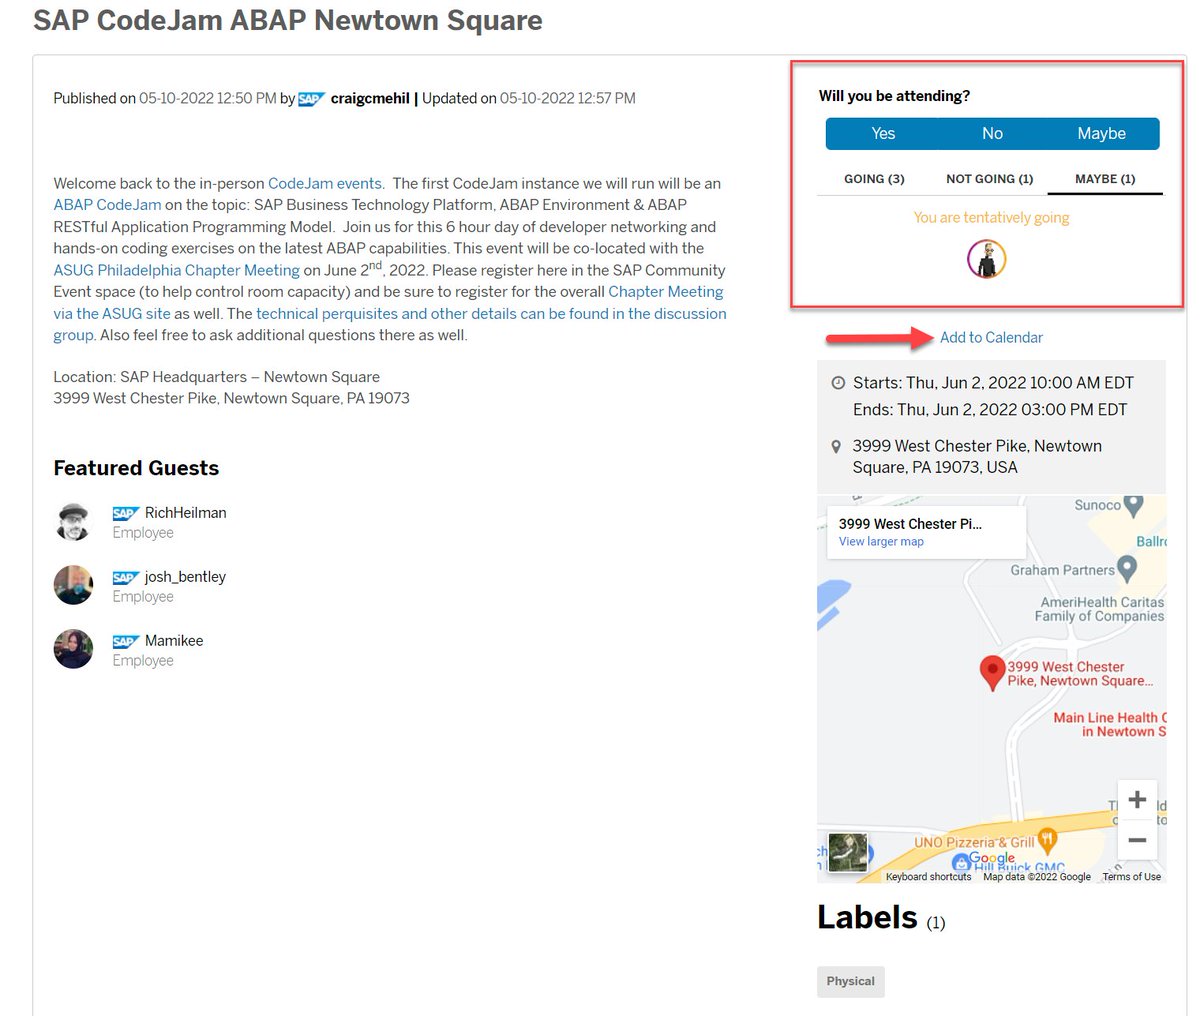 SAP CodeJam ABAP Newtown Square
Published on 05-10-2022 12:50 PM by SAP craigcmehil | Updated on 05-10-2022 12:57 PM
Welcome back to the in-person CodeJam events.  The first CodeJam instance we will run will be an
ABAP CodeJam on the topic: SAP Business Technology Platform, ABAP Environment & ABAP
RESTful Application Programming Model.  Join us for this 6 hour day of developer networking and
hands-on coding exercises on the latest ABAP capabilities. This event will be co-located with the
ASUG Philadelphia Chapter Meeting on June 2nd, 2022. Please register here in the SAP Community
Event space (to help control room capacity) and be sure to register for the overall Chapter Meeting
via the ASUG site as well. The technical perquisites and other details can be found in the discussion
group. Also feel free to ask additional questions there as well.
Location: SAP Headquarters – Newtown Square
3999 West Chester Pike, Newtown Square, PA 19073
Featured Guests
SAP RichHeilman
Employee
SAP josh_bentley
Employee
SAP Mamikee
Employee
Will you be attending?
Yes No Maybe
GOING (3) NOT GOING (1) MAYBE (1)
You are tentatively going
Add to Calendar
Starts: Thu, Jun 2, 2022 10:00 AM EDT
Ends: Thu, Jun 2, 2022 03:00 PM EDT
3999 West Chester Pike, Newtown
Square, PA 19073, USA
3999 West Chester Pi...
View larger map
Sunoco
Ballr
Graham Partners
AmeriHealth Caritas
Family of Companies
3999 West Chester
Pike, Newtown Square...
Main Line Health
in Newtown S
+
−
UNO Pizzeria & Grill
Google
Hill Buick GMC
Keyboard shortcuts Map data ©2022 Google Terms of Use
Labels (1)
Physical